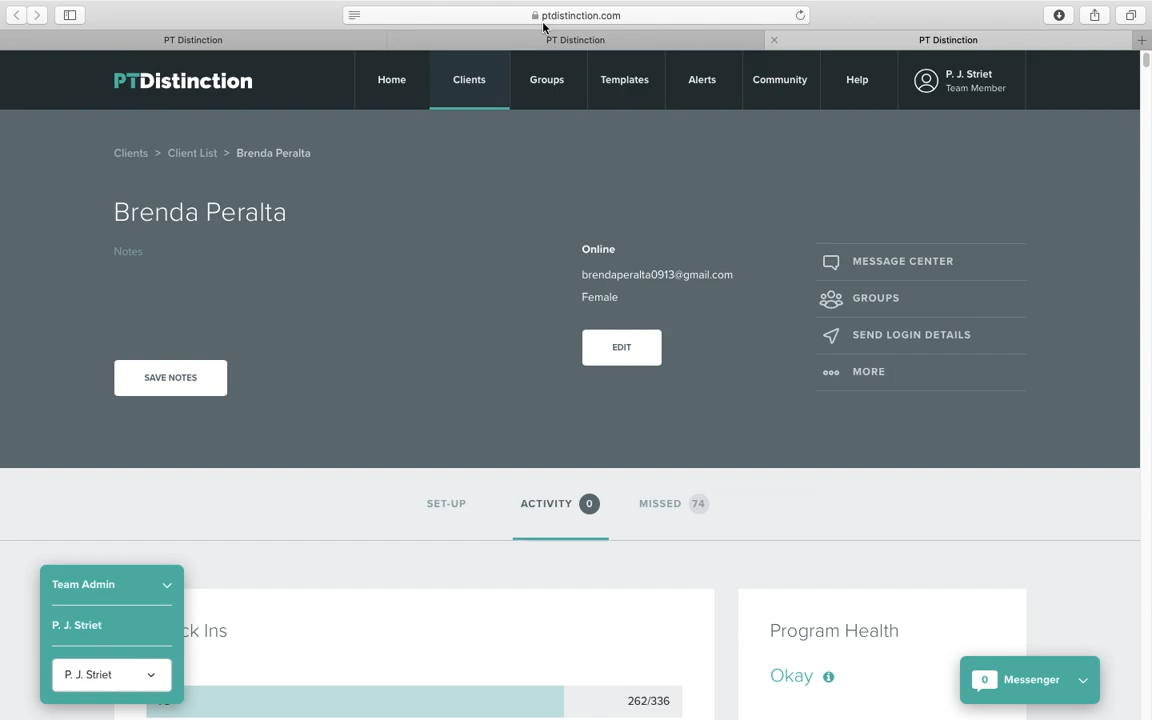 ptdistinction.com
PT Distinction
PT Distinction
PT Distinction
PTDistinction
Home
Clients
Groups
Templates
Alerts
Community
Help
P. J. Striet
Team Member
Clients > Client List > Brenda Peralta
Brenda Peralta
Notes
SAVE NOTES
Online
brendaperalta0913@gmail.com
Female
EDIT
MESSAGE CENTER
GROUPS
SEND LOGIN DETAILS
MORE
SET-UP
ACTIVITY 0
MISSED 74
Team Admin
P. J. Striet
P. J. Striet
ck Ins
262/336
Program Health
Okay
0 Messenger